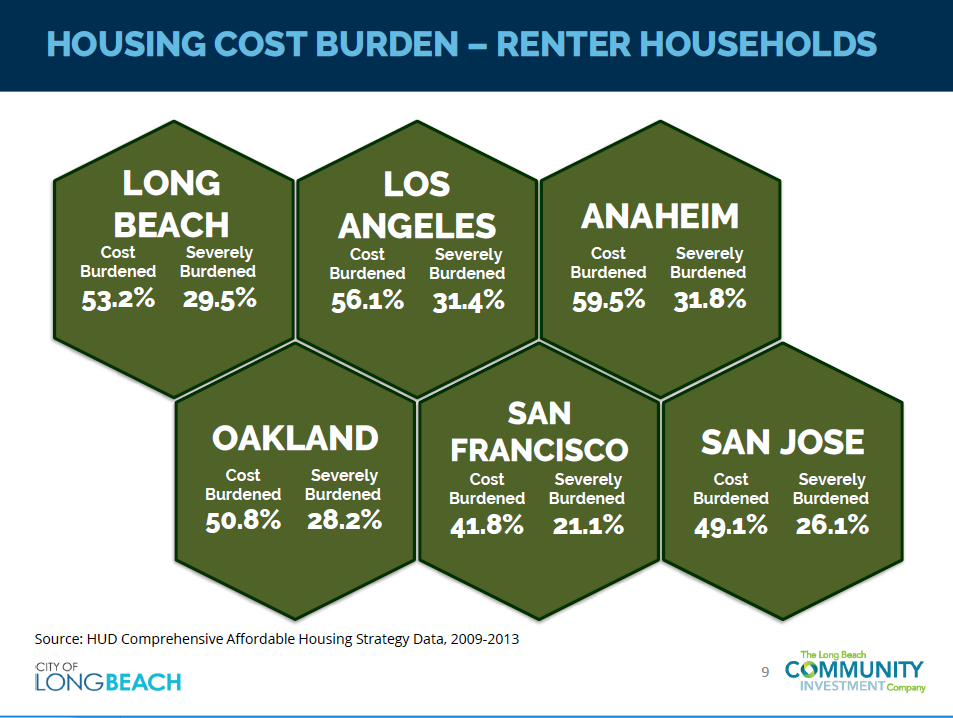 HOUSING COST BURDEN – RENTER HOUSEHOLDS
LONG
BEACH
Cost Severely
Burdened Burdened
53.2% 29.5%
LOS
ANGELES
Cost Severely
Burdened Burdened
56.1% 31.4%
ANAHEIM
Cost Severely
Burdened Burdened
59.5% 31.8%
OAKLAND
Cost Severely
Burdened Burdened
50.8% 28.2%
SAN
FRANCISCO
Cost Severely
Burdened Burdened
41.8% 21.1%
SAN JOSE
Cost Severely
Burdened Burdened
49.1% 26.1%
Source: HUD Comprehensive Affordable Housing Strategy Data, 2009-2013
CITY OF
LONGBEACH
9
The Long Beach
COMMUNITY
INVESTMENT Company